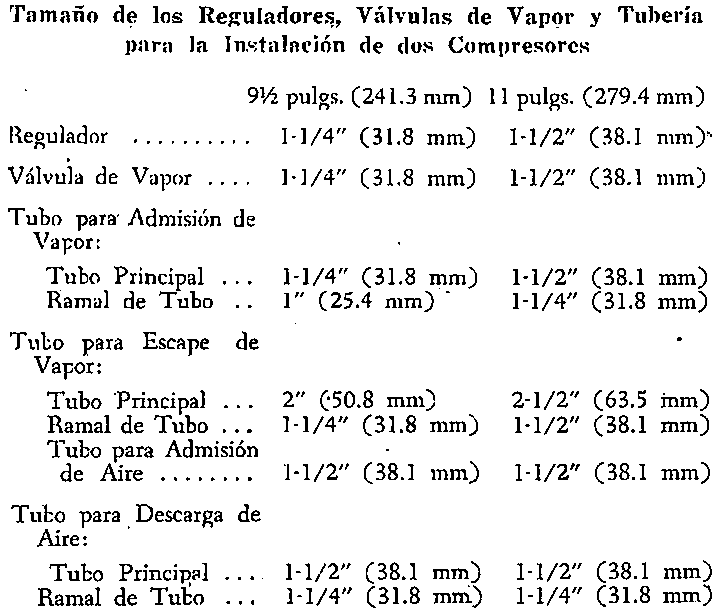 Tamaño de los Reguladores, Válvulas de Vapor y Tubería
para la Instalación de dos Compresores
9½ pulgs. (241.3 mm) 11 pulgs. (279.4 mm)
Regulador .......... 1-1/4" (31.8 mm) 1-1/2" (38.1 mm)
Válvula de Vapor .... 1-1/4" (31.8 mm) 1-1/2" (38.1 mm)
Tubo para Admisión de
Vapor:
Tubo Principal ... 1-1/4" (31.8 mm) 1-1/2" (38.1 mm)
Ramal de Tubo .. 1" (25.4 mm) 1-1/4" (31.8 mm)
Tubo para Escape de
Vapor:
Tubo Principal ... 2" (50.8 mm) 2-1/2" (63.5 mm)
Ramal de Tubo ... 1-1/4" (31.8 mm) 1-1/2" (38.1 mm)
Tubo para Admisión
de Aire ........ 1-1/2" (38.1 mm) 1-1/2" (38.1 mm)
Tubo para Descarga de
Aire:
Tubo Principal .... 1-1/2" (38.1 mm) 1-1/2" (38.1 mm)
Ramal de Tubo ... 1-1/4" (31.8 mm) 1-1/4" (31.8 mm)